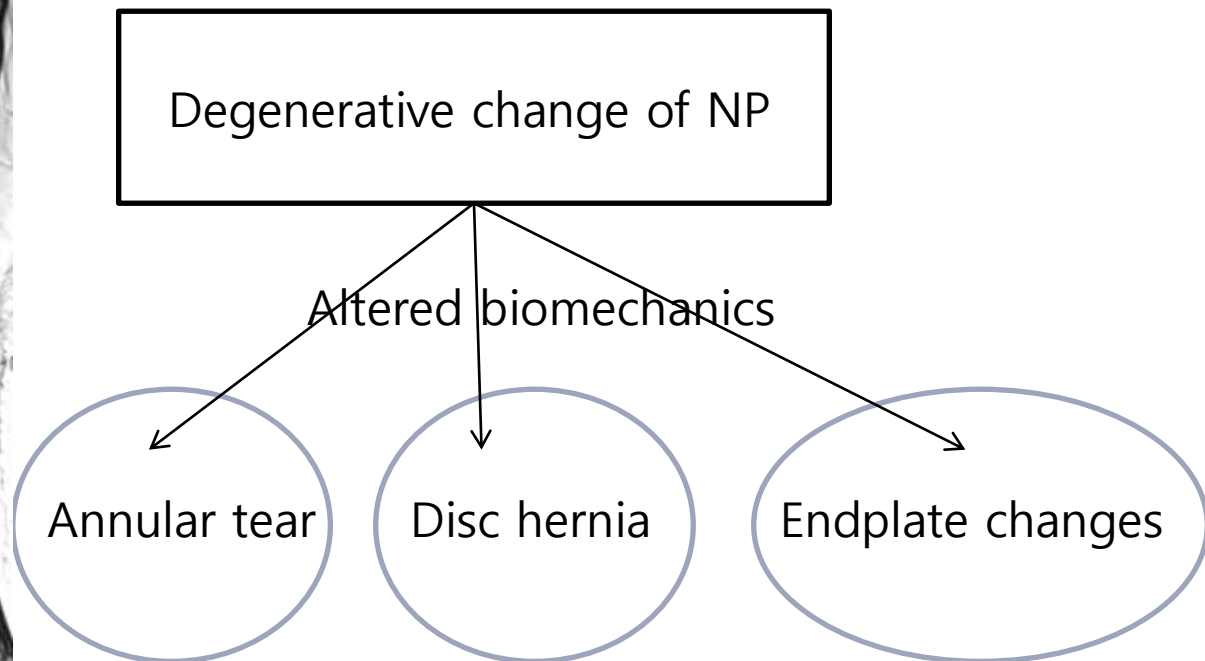 Degenerative change of NP
Altered biomechanics
Annular tear
Disc hernia
Endplate changes